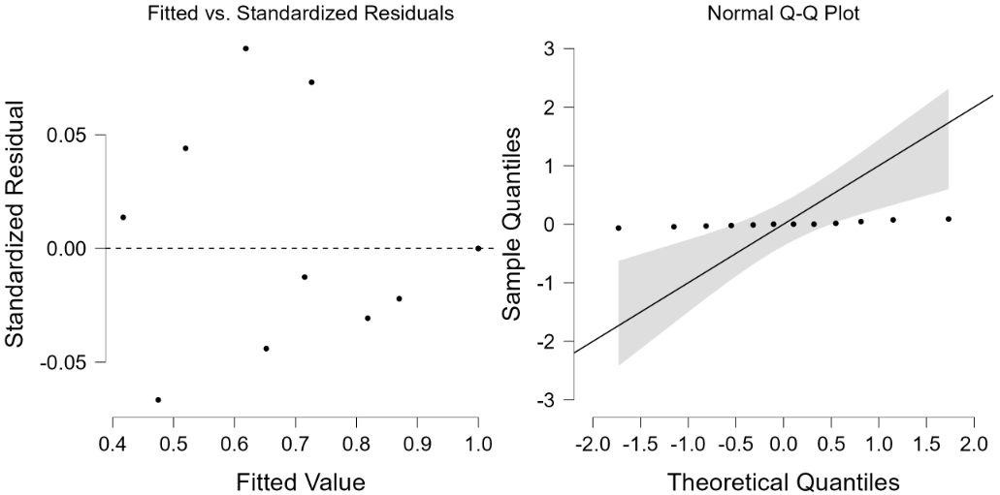 Fitted vs. Standardized Residuals
Standardized Residual
0.05
0.00
-0.05
0.4 0.5 0.6 0.7 0.8 0.9 1.0
Fitted Value
Normal Q-Q Plot
Sample Quantiles
3
2
1
0
-1
-2
-3
-2.0 -1.5 -1.0 -0.5 0.0 0.5 1.0 1.5 2.0
Theoretical Quantiles